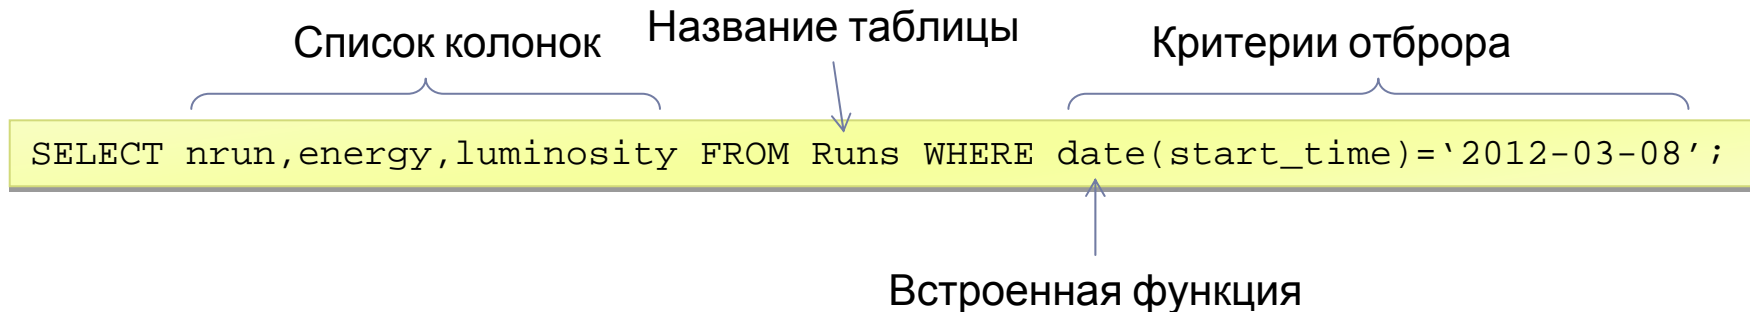 Список колонок
Название таблицы
Критерии отброра
SELECT nrun,energy,luminosity FROM Runs WHERE date(start_time)=‘2012-03-08’;
Встроенная функция